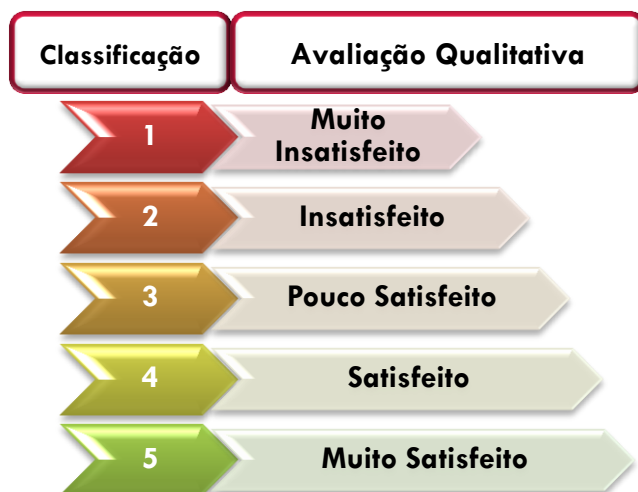 Classificação
Avaliação Qualitativa
1
Muito
Insatisfeito
2
Insatisfeito
3
Pouco Satisfeito
4
Satisfeito
5
Muito Satisfeito